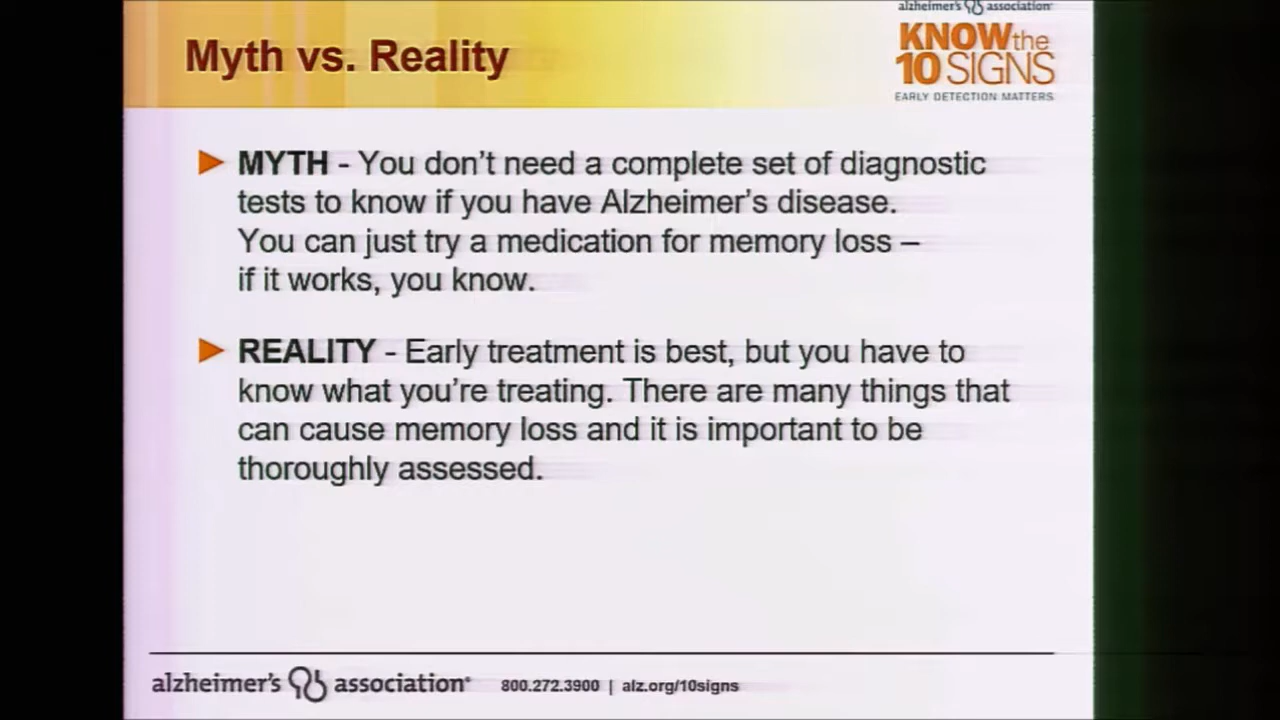 alzheimer's association®
Myth vs. Reality
KNOW the
10 SIGNS
EARLY DETECTION MATTERS
MYTH - You don't need a complete set of diagnostic
tests to know if you have Alzheimer's disease.
You can just try a medication for memory loss –
if it works, you know.
REALITY - Early treatment is best, but you have to
know what you're treating. There are many things that
can cause memory loss and it is important to be
thoroughly assessed.
alzheimer's association® 800.272.3900 | alz.org/10signs